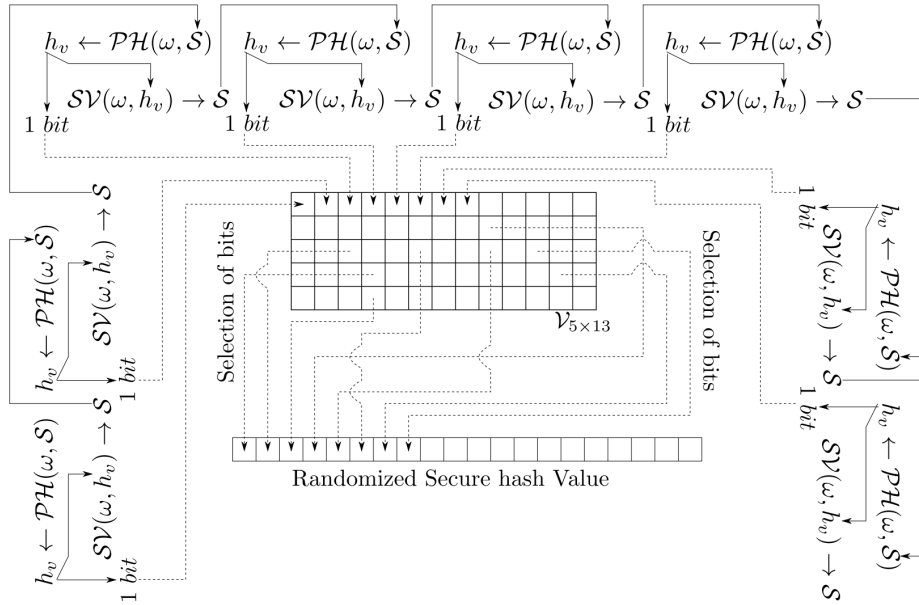 h_v ← PH(ω, S)
h_v ← PH(ω, S)
h_v ← PH(ω, S)
h_v ← PH(ω, S)
SV(ω, h_v) → S
SV(ω, h_v) → S
SV(ω, h_v) → S
SV(ω, h_v) → S
1 bit
1 bit
1 bit
1 bit
h_v ← PH(ω, S)
SV(ω, h_v) → S
1 bit
h_v ← PH(ω, S)
SV(ω, h_v) → S
1 bit
Selection of bits
V_{5×13}
Selection of bits
1 bit
SV(ω, h_v) → S
h_v ← PH(ω, S)
1 bit
SV(ω, h_v) → S
h_v ← PH(ω, S)
Randomized Secure hash Value